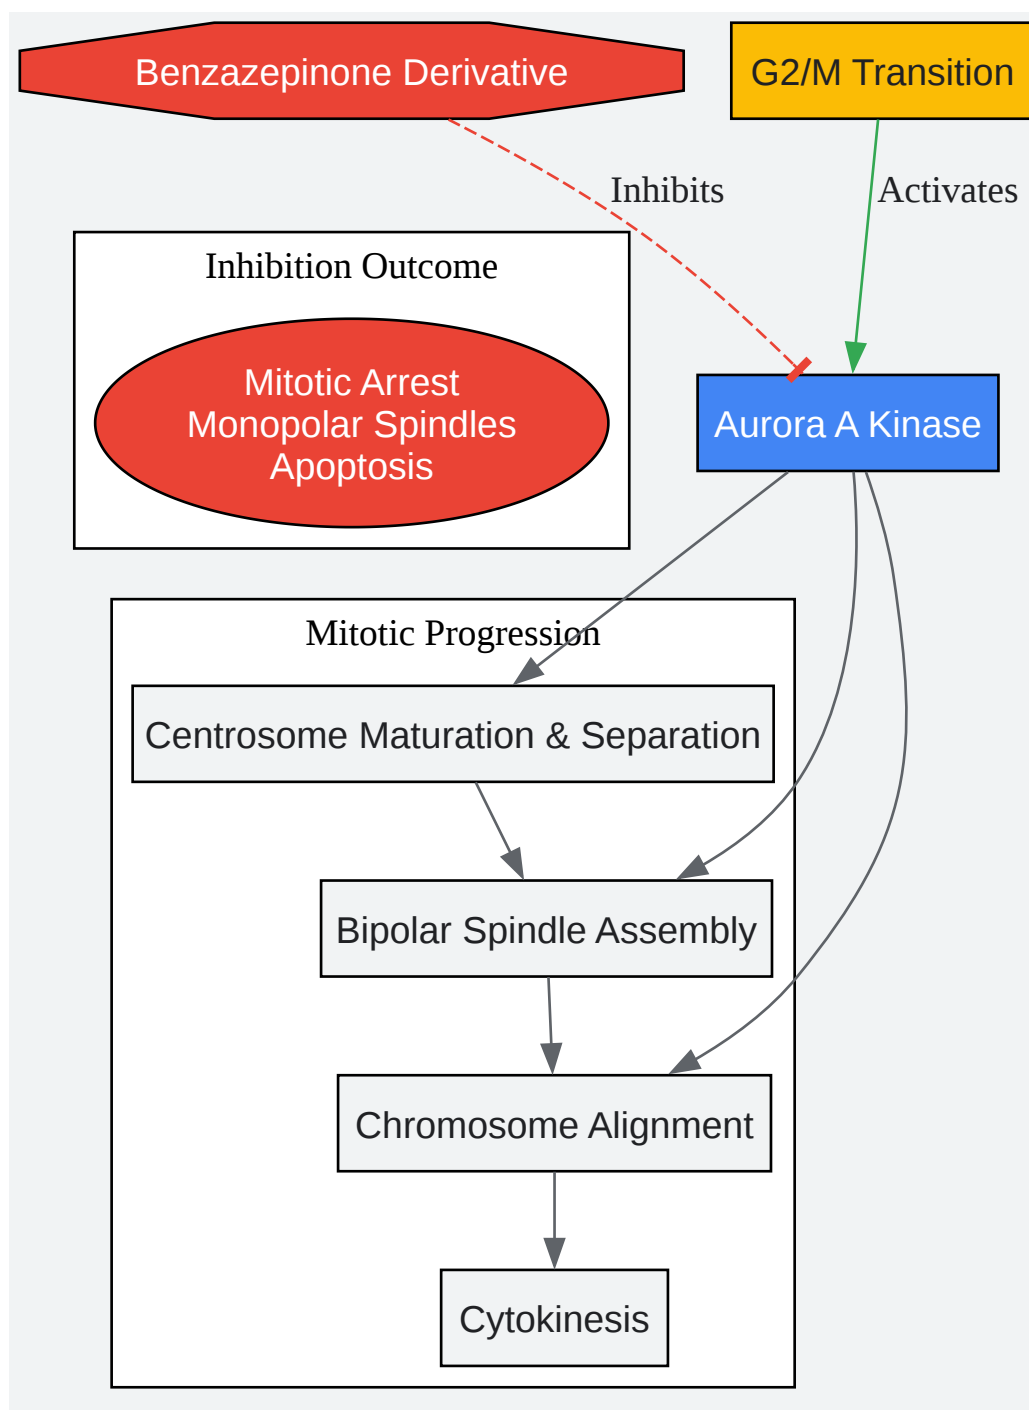 Benzazepinone Derivative
G2/M Transition
Inhibits
Activates
Inhibition Outcome
Mitotic Arrest
Monopolar Spindles
Apoptosis
Aurora A Kinase
Mitotic Progression
Centrosome Maturation & Separation
Bipolar Spindle Assembly
Chromosome Alignment
Cytokinesis